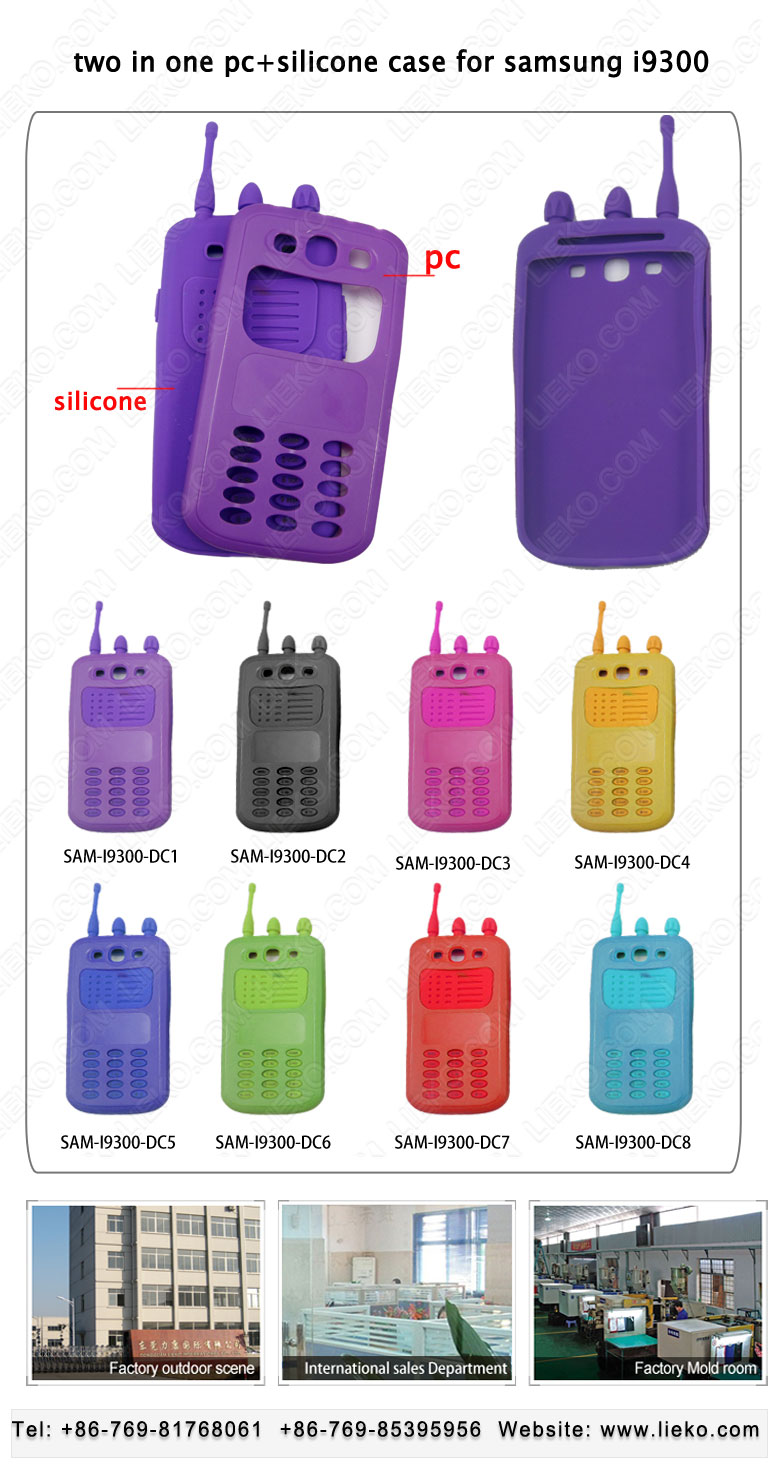 two in one pc+silicone case for samsung i9300
pc
silicone
SAM-I9300-DC1
SAM-I9300-DC2
SAM-I9300-DC3
SAM-I9300-DC4
SAM-I9300-DC5
SAM-I9300-DC6
SAM-I9300-DC7
SAM-I9300-DC8
Factory outdoor scene
International sales Department
Factory Mold room
Tel: +86-769-81768061 +86-769-85395956 Website: www.lieko.com
LIEKO.COM